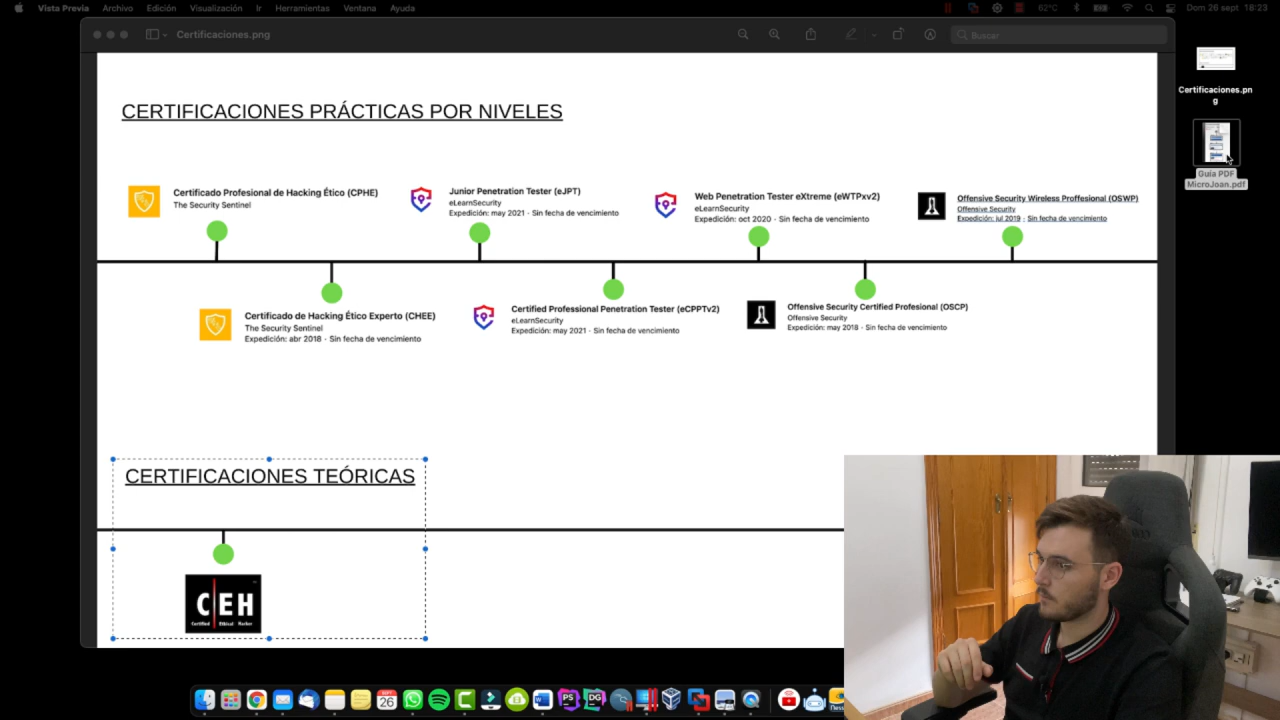 Vista Previa Archivo Edición Visualización Ir Herramientas Ventana Ayuda
62°C Dom 26 sept 18:23
Certificaciones.png
Buscar
CERTIFICACIONES PRÁCTICAS POR NIVELES
Certificado Profesional de Hacking Ético (CPHE)
The Security Sentinel
Junior Penetration Tester (eJPT)
eLearnSecurity
Expedición: may 2021 · Sin fecha de vencimiento
Web Penetration Tester eXtreme (eWTPxv2)
eLearnSecurity
Expedición: oct 2020 · Sin fecha de vencimiento
Offensive Security Wireless Proffesional (OSWP)
Offensive Security
Expedición: jul 2019 · Sin fecha de vencimiento
Certificado de Hacking Ético Experto (CHEE)
The Security Sentinel
Expedición: abr 2018 · Sin fecha de vencimiento
Certified Professional Penetration Tester (eCPPTv2)
eLearnSecurity
Expedición: may 2021 · Sin fecha de vencimiento
Offensive Security Certified Profesional (OSCP)
Offensive Security
Expedición: may 2018 · Sin fecha de vencimiento
CERTIFICACIONES TEÓRICAS
CEH
Certified Ethical Hacker
Certificaciones.pn
g
Guía PDF
MicroJoan.pdf
SEPT
26
PS
DG